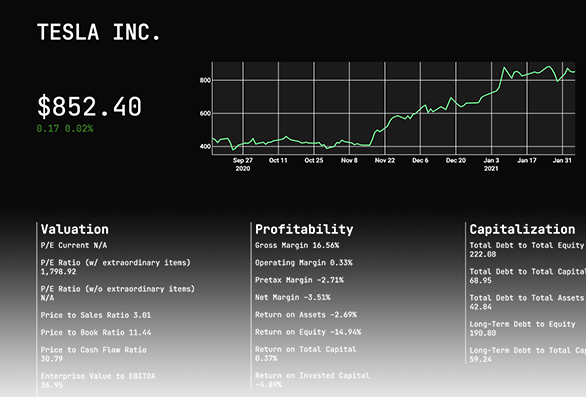 TESLA INC.
$852.40
0.17 0.02%
800
600
400
Sep 27 Oct 11 Oct 25 Nov 8 Nov 22 Dec 6 Dec 20 Jan 3 Jan 17 Jan 31
2020 2021
Valuation
P/E Current N/A
P/E Ratio (w/ extraordinary items)
1,798.92
P/E Ratio (w/o extraordinary items)
N/A
Price to Sales Ratio 3.01
Price to Book Ratio 11.44
Price to Cash Flow Ratio
30.79
Enterprise Value to EBITDA
36.95
Profitability
Gross Margin 16.56%
Operating Margin 0.33%
Pretax Margin -2.71%
Net Margin -3.51%
Return on Assets -2.69%
Return on Equity -14.94%
Return on Total Capital
0.37%
Return on Invested Capital
-4.89%
Capitalization
Total Debt to Total Equity
222.08
Total Debt to Total Capital
68.95
Total Debt to Total Assets
42.84
Long-Term Debt to Equity
190.80
Long-Term Debt to Total Cap
59.24